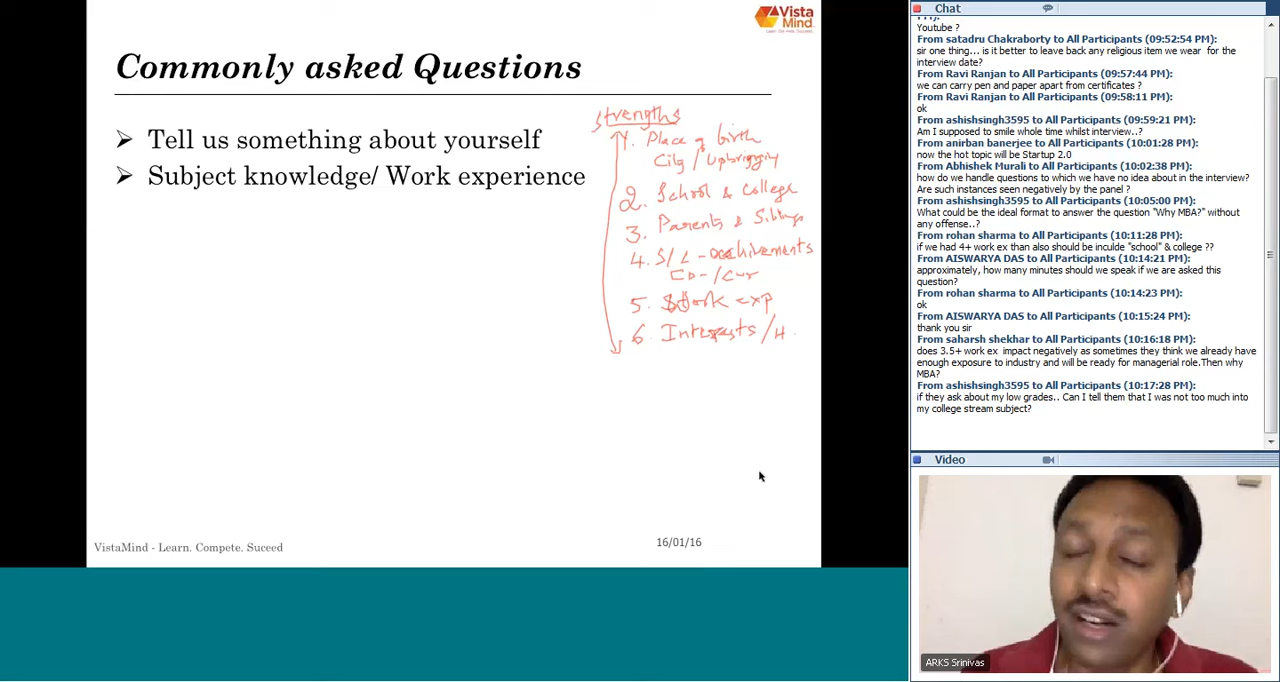 Vista
Mind
Learn. Compete. Succeed.
Commonly asked Questions
➢ Tell us something about yourself
➢ Subject knowledge/ Work experience
Strengths
1. Place of birth
City / Upbringing
2. School & College
3. Parents & Siblings
4. S/C - achivements
Co-/Cur
5. Work exp
6. Interests / H
VistaMind - Learn. Compete. Suceed
16/01/16
Chat
Youtube ?
From satadru Chakraborty to All Participants (09:52:54 PM):
sir one thing... is it better to leave back any religious item we wear for the
interview date?
From Ravi Ranjan to All Participants (09:57:44 PM):
we can carry pen and paper apart from certificates ?
From Ravi Ranjan to All Participants (09:58:11 PM):
ok
From ashishsingh3595 to All Participants (09:59:21 PM):
Am I supposed to smile whole time whilst interview..?
From anirban banerjee to All Participants (10:01:28 PM):
now the hot topic will be Startup 2.0
From Abhishek Murali to All Participants (10:02:38 PM):
how do we handle questions to which we have no idea about in the interview?
Are such instances seen negatively by the panel ?
From ashishsingh3595 to All Participants (10:05:00 PM):
What could be the ideal format to answer the question "Why MBA?" without
any offense..?
From rohan sharma to All Participants (10:11:28 PM):
if we had 4+ work ex than also should be inculde "school" & college ??
From AISWARYA DAS to All Participants (10:14:21 PM):
approximately, how many minutes should we speak if we are asked this
question?
From rohan sharma to All Participants (10:14:23 PM):
ok
From AISWARYA DAS to All Participants (10:15:24 PM):
thank you sir
From saharsh shekhar to All Participants (10:16:18 PM):
does 3.5+ work ex impact negatively as sometimes they think we already have
enough exposure to industry and will be ready for managerial role.Then why
MBA?
From ashishsingh3595 to All Participants (10:17:28 PM):
if they ask about my low grades.. Can I tell them that I was not too much into
my college stream subject?
Video
ARKS Srinivas